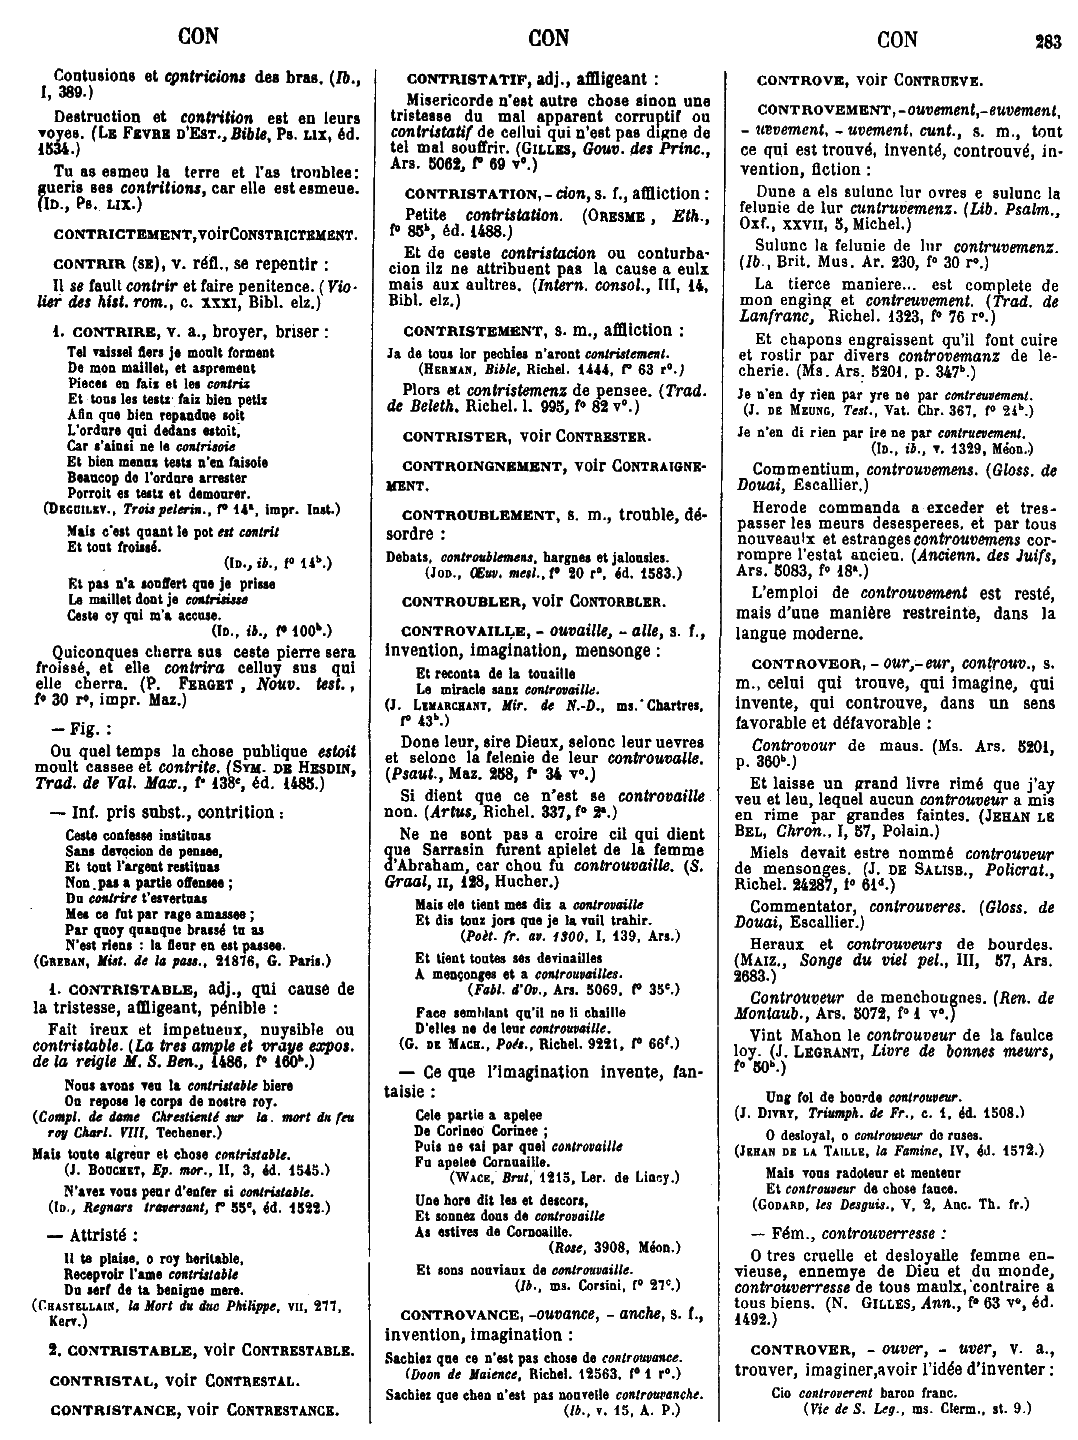 CON
CON
CON
283
Contusions et contricions des bras. (Ib.,
I, 389.)
Destruction et contrition est en leurs
voyes. (LE FEVRE D'EST., Bible, Ps. LIX, éd.
1534.)
Tu as esmeu la terre et l'as troublee:
gueris ses contritions, car elle est esmeue.
(ID., Ps. LIX.)
CONTRICTEMENT, voir CONSTRICTEMENT.
CONTRIR (SE), v. réfl., se repentir :
Il se fault contrir et faire penitence. (Vio-
lier des hist. rom., c. XXXI, Bibl. elz.)
1. CONTRIRE, v. a., broyer, briser :
Tel vaissel fiers je moult forment
De mon maillet, et asprement
Pieces en faiz et les contriz
Et tous les tests faiz bien petiz
Afin que bien repandue soit
L'ordure qui dedans estoit,
Car s'ainsi ne le contrisoie
Et bien menuz tests n'en faisoie
Beaucop de l'ordure arrester
Porroit es testz et demourer.
(DEGUILEV., Trois pelerin., f° 14ª, impr. Inst.)
Mais c'est quant le pot est contrit
Et tout froissé.
(ID., ib., f° 14ᵇ.)
Et pas n'a souffert que je prisse
Le maillet dont je contrisisse
Ceste cy qui m'a accuse.
(ID., ib., f° 100ᵇ.)
Quiconques cherra sus ceste pierre sera
froissé, et elle contrira celluy sus qui
elle cherra. (P. FERGET, Nouv. test.,
f° 30 r°, impr. Maz.)
— Fig. :
Ou quel temps la chose publique estoit
moult cassee et contrite. (SYM. DE HESDIN,
Trad. de Val. Max., f° 138ᶜ, éd. 1485.)
— Inf. pris subst., contrition :
Ceste confesse instituas
Sans devocion de pensee,
Et tout l'argent restituas
Non pas a partie offensee ;
Du contrire t'esvertuas
Mes ce fut par rage amassee ;
Par quoy quanque brassé tu as
N'est riens : la fleur en est passee.
(GREBAN, Mist. de la pass., 21876, G. Paris.)
1. CONTRISTABLE, adj., qui cause de
la tristesse, affligeant, pénible :
Fait ireux et impetueux, nuysible ou
contristable. (La tres ample et vraye expos.
de la reigle M. S. Ben., 1486, f° 160ᵇ.)
Nous avons veu la contristable biere
Ou repose le corps de nostre roy.
(Compl. de dame Chrestienté sur la mort du feu
roy Charl. VIII, Techener.)
Mais toute aigreur et chose contristable.
(J. BOUCHET, Ep. mor., II, 3, éd. 1545.)
N'avez vous peur d'enfer si contristable.
(ID., Regnars traversant, f° 55ᶜ, éd. 1522.)
— Attristé :
Il te plaise, o roy heritable,
Recepvoir l'ame contristable
Du serf de ta benigne mere.
(CHASTELLAIN, la Mort du duc Philippe, VII, 277,
Kerv.)
2. CONTRISTABLE, voir CONTRESTABLE.
CONTRISTAL, voir CONTRESTAL.
CONTRISTANCE, voir CONTRESTANCE.
CONTRISTATIF, adj., affligeant :
Misericorde n'est autre chose sinon une
tristesse du mal apparent corruptif ou
contristatif de cellui qui n'est pas digne de
tel mal souffrir. (GILLES, Gouv. des Princ.,
Ars. 5062, f° 69 v°.)
CONTRISTATION, - cion, s. f., affliction :
Petite contristation. (ORESME, Eth.,
f° 85ᵇ, éd. 1488.)
Et de ceste contristacion ou conturba-
cion ilz ne attribuent pas la cause a eulx
mais aux aultres. (Intern. consol., III, 14,
Bibl. elz.)
CONTRISTEMENT, s. m., affliction :
Ja de tous lor pechies n'aront contristement.
(HERMAN, Bible, Richel. 1444, f° 63 r°.)
Plors et contristemenz de pensee. (Trad.
de Beleth, Richel. l. 995, f° 82 v°.)
CONTRISTER, voir CONTRESTER.
CONTROINGNEMENT, voir CONTRAIGNE-
MENT.
CONTROUBLEMENT, s. m., trouble, dé-
sordre :
Debats, controublemens, hargnes et jalousies.
(JOD., Œuv. mesl., f° 20 r°, éd. 1583.)
CONTROUBLER, voir CONTORBLER.
CONTROVAILLE, - ouvaille, - alle, s. f.,
invention, imagination, mensonge :
Et reconta de la touaille
Le miracle sanz controvaille.
(J. LEMARCHANT, Mir. de N.-D., ms. Chartres,
f° 43ᵇ.)
Done leur, sire Dieux, selonc leur uevres
et selonc la felenie de leur controuvalle.
(Psaut., Maz. 258, f° 34 v°.)
Si dient que ce n'est se controvaille
non. (Artus, Richel. 337, f° 2ª.)
Ne ne sont pas a croire cil qui dient
que Sarrasin furent apielet de la femme
d'Abraham, car chou fu controuvaille. (S.
Graal, II, 128, Hucher.)
Mais ele tient mes diz a controvaille
Et dis touz jors que je la vuil trahir.
(Poët. fr. av. 1300, I, 139, Ars.)
Et tient toutes ses devinailles
A mençonges et a controuvailles.
(Fabl. d'Ov., Ars. 5069, f° 35ᶜ.)
Face semblant qu'il ne li chaille
D'elles ne de leur controuvaille.
(G. DE MACH., Poés., Richel. 9221, f° 66ᶠ.)
— Ce que l'imagination invente, fan-
taisie :
Cele partie a apelee
De Corineo Corinee ;
Puis ne sai par quel controvaille
Fu apelee Cornuaille.
(WACE, Brut, 1215, Ler. de Lincy.)
Une hore dit les et descors,
Et sonnez dous de controvaille
As estives de Cornoaille.
(Rose, 3908, Méon.)
Et sons nouviaux de controuvaille.
(Ib., ms. Corsini, f° 27ᶜ.)
CONTROVANCE, -ouvance, - anche, s. f.,
invention, imagination :
Sachiez que ce n'est pas chose de controuvance.
(Doon de Maience, Richel. 12563, f° 1 r°.)
Sachiez que chen n'est pas nouvelle controuvanche.
(Ib., v. 15, A. P.)
CONTROVE, voir CONTRUEVE.
CONTROVEMENT, -ouvement, -euvement,
- uevement, - uvement, cunt., s. m., tout
ce qui est trouvé, inventé, controuvé, in-
vention, fiction :
Dune a els sulunc lur ovres e sulunc la
felunie de lur cuntruvemenz. (Lib. Psalm.,
Oxf., XXVII, 5, Michel.)
Sulunc la felunie de lur contruvemenz.
(Ib., Brit. Mus. Ar. 230, f° 30 r°.)
La tierce maniere... est complete de
mon enging et contreuvement. (Trad. de
Lanfranc, Richel. 1323, f° 76 r°.)
Et chapons engraissent qu'il font cuire
et rostir par divers controvemanz de le-
cherie. (Ms. Ars. 5201, p. 347ᵇ.)
Je n'en dy rien par yre ne par contreuvement.
(J. DE MEUNG, Test., Vat. Chr. 367, f° 24ᵇ.)
Je n'en di rien par ire ne par contruevement.
(ID., ib., v. 1329, Méon.)
Commentium, controuvemens. (Gloss. de
Douai, Escallier.)
Herode commanda a exceder et tres-
passer les meurs desesperees, et par tous
nouveaulx et estranges controuvemens cor-
rompre l'estat ancien. (Ancienn. des Juifs,
Ars. 5083, f° 18ª.)
L'emploi de controuvement est resté,
mais d'une manière restreinte, dans la
langue moderne.
CONTROVEOR, - our, -eur, controuv., s.
m., celui qui trouve, qui imagine, qui
invente, qui controuve, dans un sens
favorable et défavorable :
Controvour de maus. (Ms. Ars. 5201,
p. 360ᵇ.)
Et laisse un grand livre rimé que j'ay
veu et leu, lequel aucun controuveur a mis
en rime par grandes faintes. (JEHAN LE
BEL, Chron., I, 57, Polain.)
Miels devait estre nommé controuveur
de mensonges. (J. DE SALISB., Policrat.,
Richel. 24287, f° 61ᵈ.)
Commentator, controuveres. (Gloss. de
Douai, Escallier.)
Heraux et controuveurs de bourdes.
(MAIZ., Songe du viel pel., III, 57, Ars.
2683.)
Controuveur de menchougnes. (Ren. de
Montaub., Ars. 5072, f° 1 v°.)
Vint Mahon le controuveur de la faulce
loy. (J. LEGRANT, Livre de bonnes meurs,
f° 50ᵇ.)
Ung fol de bourde controuveur.
(J. DIVRY, Triumph. de Fr., c. 1, éd. 1508.)
O desloyal, o controuveur de ruses.
(JEHAN DE LA TAILLE, la Famine, IV, éd. 1572.)
Mais vous radoteur et menteur
Et controuveur de chose fauce.
(GODARD, les Desguis., V, 2, Anc. Th. fr.)
— Fém., controuverresse :
O tres cruelle et desloyalle femme en-
vieuse, ennemye de Dieu et du monde,
controuverresse de tous maulx, contraire a
tous biens. (N. GILLES, Ann., f° 63 v°, éd.
1492.)
CONTROVER, - ouver, - uver, v. a.,
trouver, imaginer, avoir l'idée d'inventer :
Cio controverent baron franc.
(Vie de S. Leg., ms. Clerm., st. 9.)